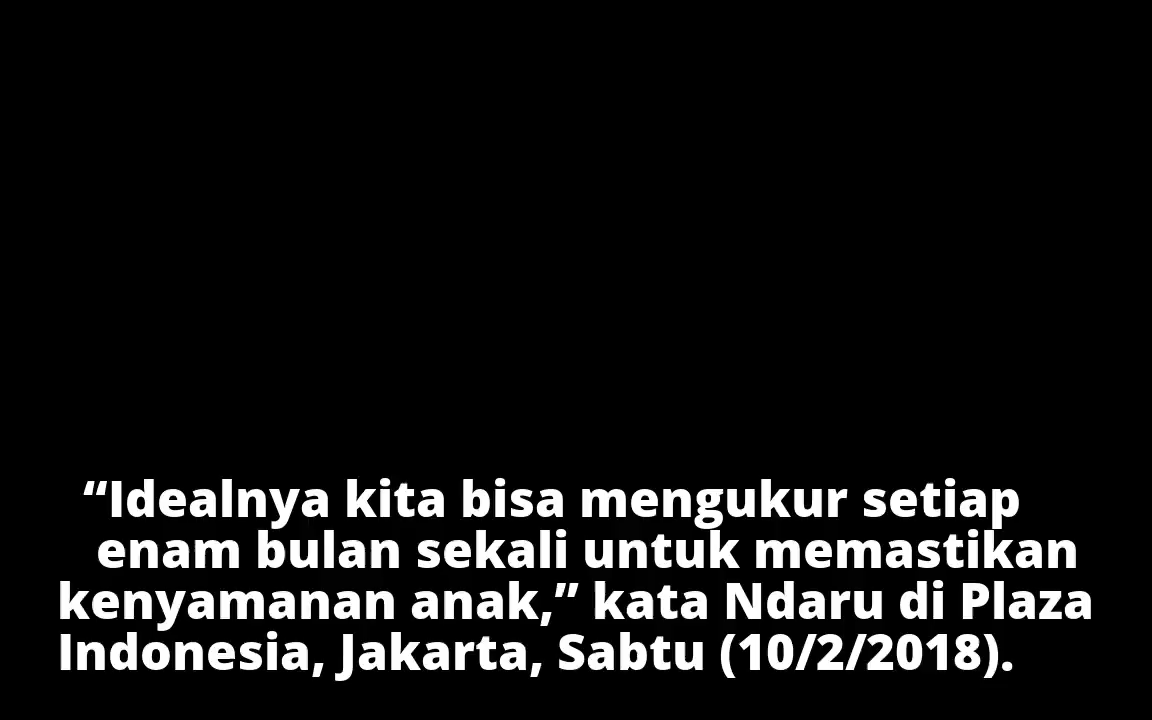 “Idealnya kita bisa mengukur setiap
enam bulan sekali untuk memastikan
kenyamanan anak,” kata Ndaru di Plaza
Indonesia, Jakarta, Sabtu (10/2/2018).